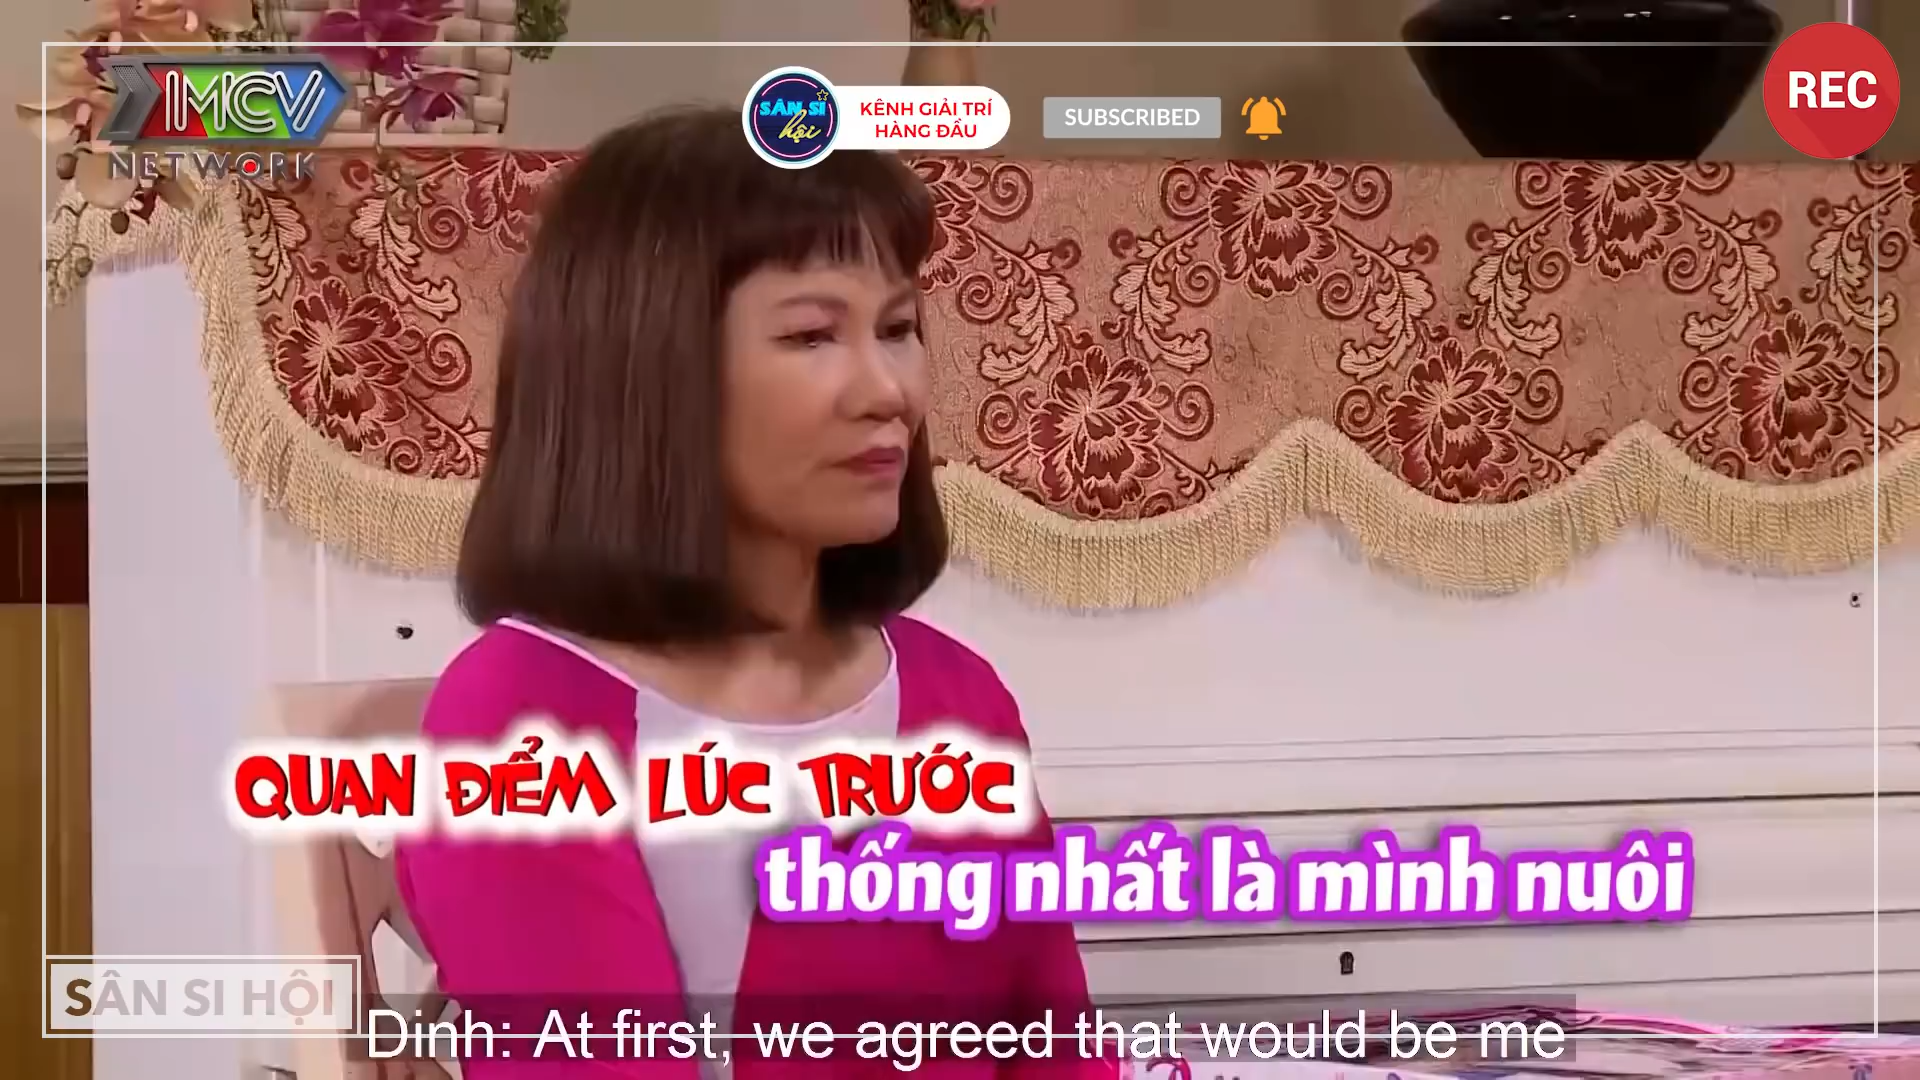 MCV
NETWORK
SÂN SI
hội
KÊNH GIẢI TRÍ
HÀNG ĐẦU
SUBSCRIBED
REC
QUAN ĐIỂM LÚC TRƯỚC
thống nhất là mình nuôi
SÂN SI HỘI
Dinh: At first, we agreed that would be me